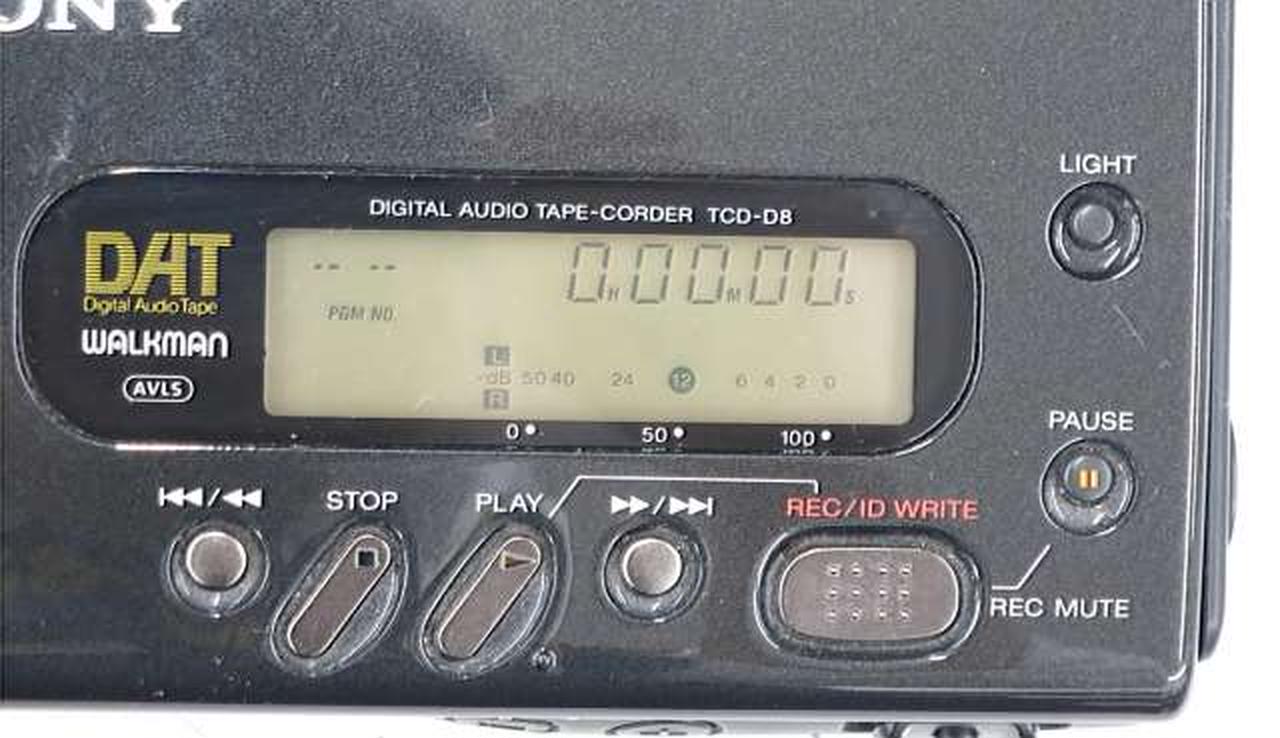 SONY
LIGHT
DIGITAL AUDIO TAPE-CORDER TCD-D8
DAT
Digital Audio Tape
WALKMAN
AVLS
-- --
0H00M00S
PGM NO.
L
-dB 50 40 24 12 6 4 2 0
R
0 50 100
PAUSE
⏮/◀◀ STOP PLAY ▶▶/⏭ REC/ID WRITE
REC MUTE